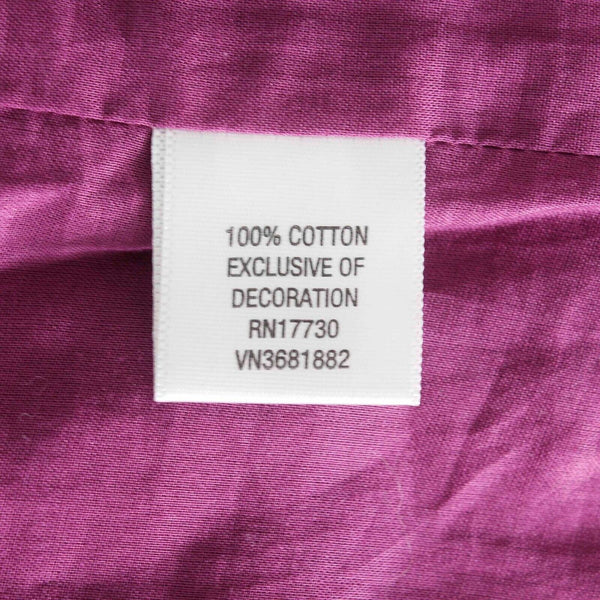 100% COTTON
EXCLUSIVE OF
DECORATION
RN17730
VN3681882